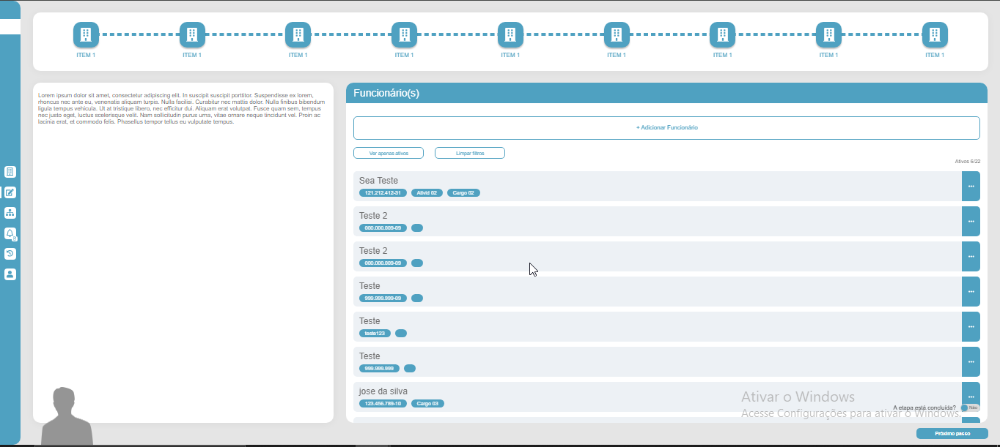 ITEM 1 ITEM 1 ITEM 1 ITEM 1 ITEM 1 ITEM 1 ITEM 1 ITEM 1 ITEM 1
Lorem ipsum dolor sit amet, consectetur adipiscing elit. In suscipit suscipit porttitor. Suspendisse ex lorem,
rhoncus nec ante eu, venenatis aliquam turpis. Nulla facilisi. Curabitur nec mattis dolor. Nulla finibus bibendum
ligula tempus vehicula. Ut at tristique libero, nec efficitur dui. Aliquam erat volutpat. Fusce quam sem, tempus
nec justo eget, luctus scelerisque velit. Nam sollicitudin purus urna, vitae ornare neque tincidunt vel. Proin ac
lacinia erat, et commodo felis. Phasellus tempor tellus eu vulputate tempus.
Funcionário(s)
+ Adicionar Funcionário
Ver apenas ativos Limpar filtros
Ativos 6/22
Sea Teste
121.212.412-31 Ativid 02 Cargo 02
Teste 2
000.000.009-09
Teste 2
000.000.009-09
Teste
999.999.999-09
Teste
teste123
Teste
999.999.999
jose da silva
123.456.789-10 Cargo 03
Ativar o Windows
A etapa está concluída? Não
Acesse Configurações para ativar o Windows.
Próximo passo